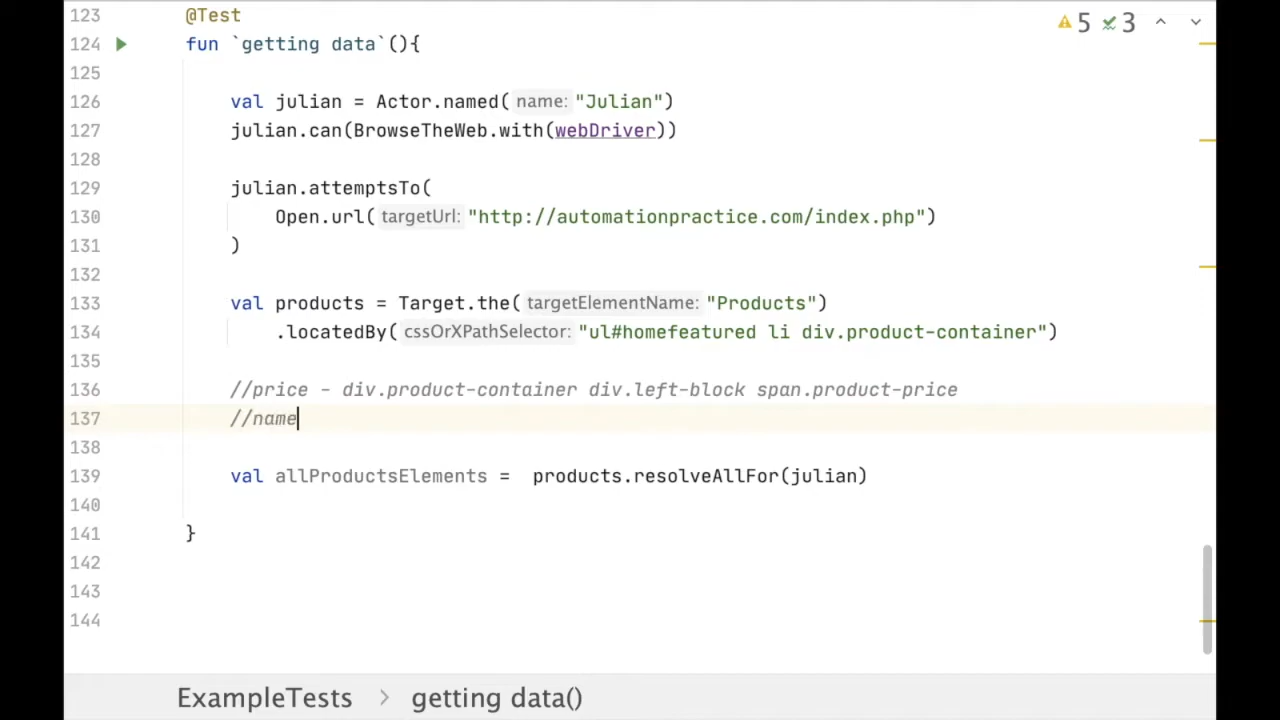 123 @Test
5 3
124 fun `getting data`(){
125
126 val julian = Actor.named( name: "Julian")
127 julian.can(BrowseTheWeb.with(webDriver))
128
129 julian.attemptsTo(
130 Open.url( targetUrl: "http://automationpractice.com/index.php")
131 )
132
133 val products = Target.the( targetElementName: "Products")
134 .locatedBy( cssOrXPathSelector: "ul#homefeatured li div.product-container")
135
136 //price - div.product-container div.left-block span.product-price
137 //name
138
139 val allProductsElements =  products.resolveAllFor(julian)
140
141 }
142
143
144
ExampleTests > getting data()